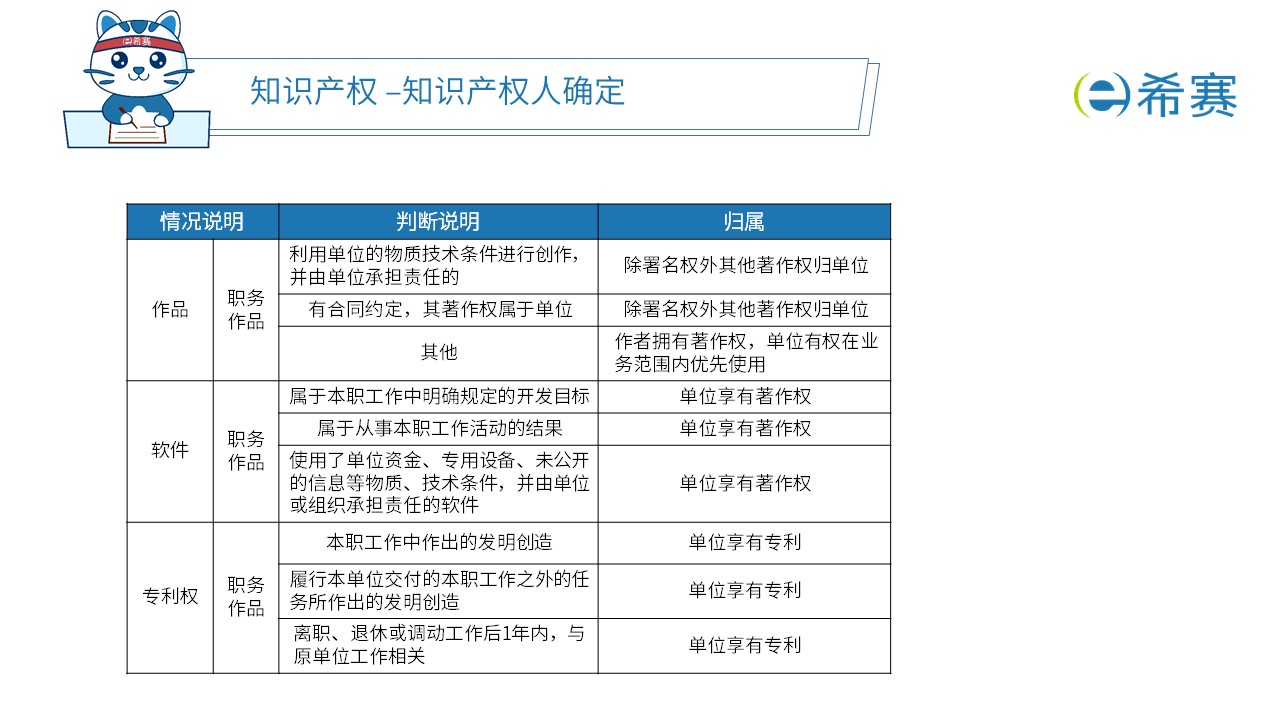 希赛
知识产权 –知识产权人确定
希赛
情况说明 判断说明 归属
作品
职务
作品
利用单位的物质技术条件进行创作，
并由单位承担责任的
除署名权外其他著作权归单位
有合同约定，其著作权属于单位
除署名权外其他著作权归单位
其他
作者拥有著作权，单位有权在业
务范围内优先使用
软件
职务
作品
属于本职工作中明确规定的开发目标
单位享有著作权
属于从事本职工作活动的结果
单位享有著作权
使用了单位资金、专用设备、未公开
的信息等物质、技术条件，并由单位
或组织承担责任的软件
单位享有著作权
专利权
职务
作品
本职工作中作出的发明创造
单位享有专利
履行本单位交付的本职工作之外的任
务所作出的发明创造
单位享有专利
离职、退休或调动工作后1年内，与
原单位工作相关
单位享有专利